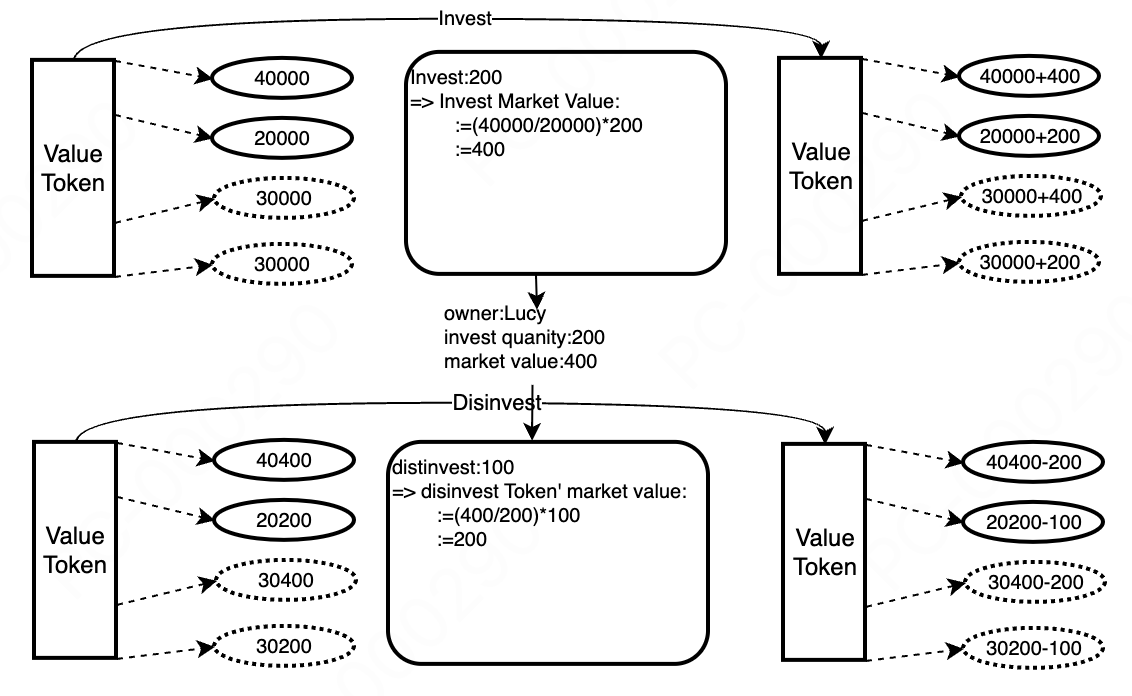 Invest
Value
Token
40000
20000
30000
30000
Invest:200
=> Invest Market Value:
:=(40000/20000)*200
:=400
Value
Token
40000+400
20000+200
30000+400
30000+200
owner:Lucy
invest quanity:200
market value:400
Disinvest
Value
Token
40400
20200
30400
30200
distinvest:100
=> disinvest Token' market value:
:=(400/200)*100
:=200
Value
Token
40400-200
20200-100
30400-200
30200-100